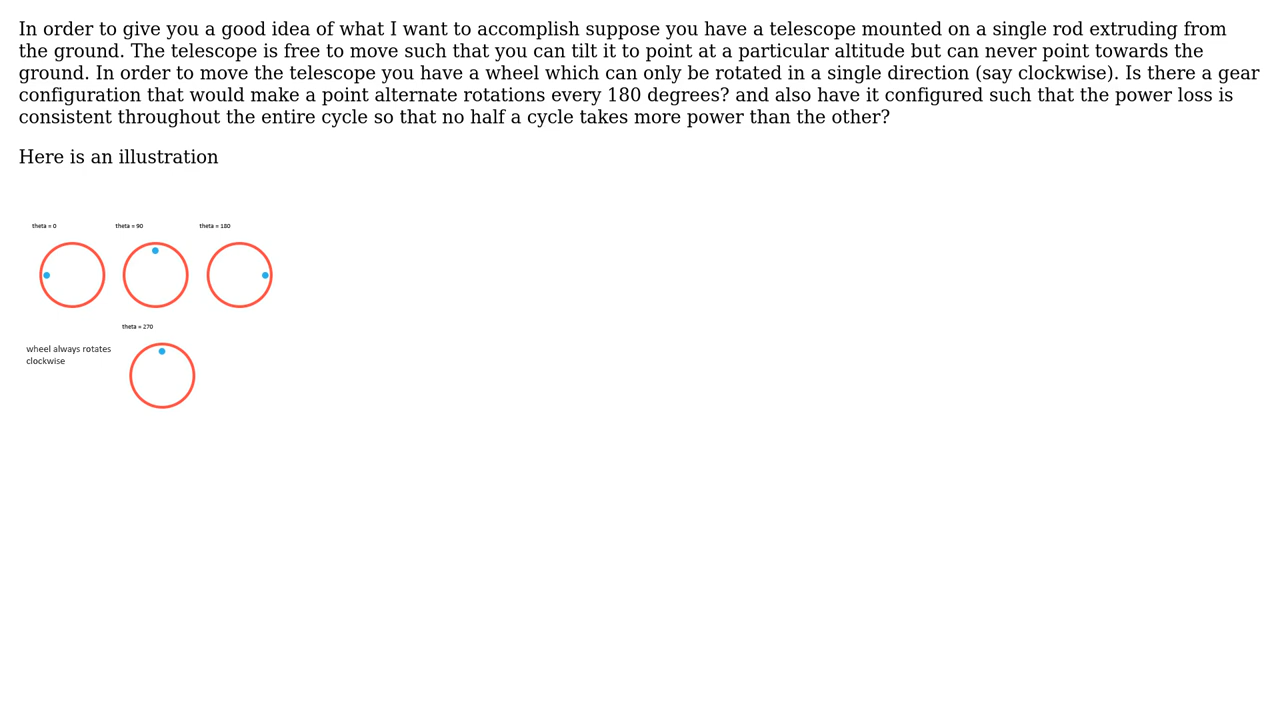 In order to give you a good idea of what I want to accomplish suppose you have a telescope mounted on a single rod extruding from
the ground. The telescope is free to move such that you can tilt it to point at a particular altitude but can never point towards the
ground. In order to move the telescope you have a wheel which can only be rotated in a single direction (say clockwise). Is there a gear
configuration that would make a point alternate rotations every 180 degrees? and also have it configured such that the power loss is
consistent throughout the entire cycle so that no half a cycle takes more power than the other?
Here is an illustration
theta = 0 theta = 90 theta = 180
theta = 270
wheel always rotates
clockwise